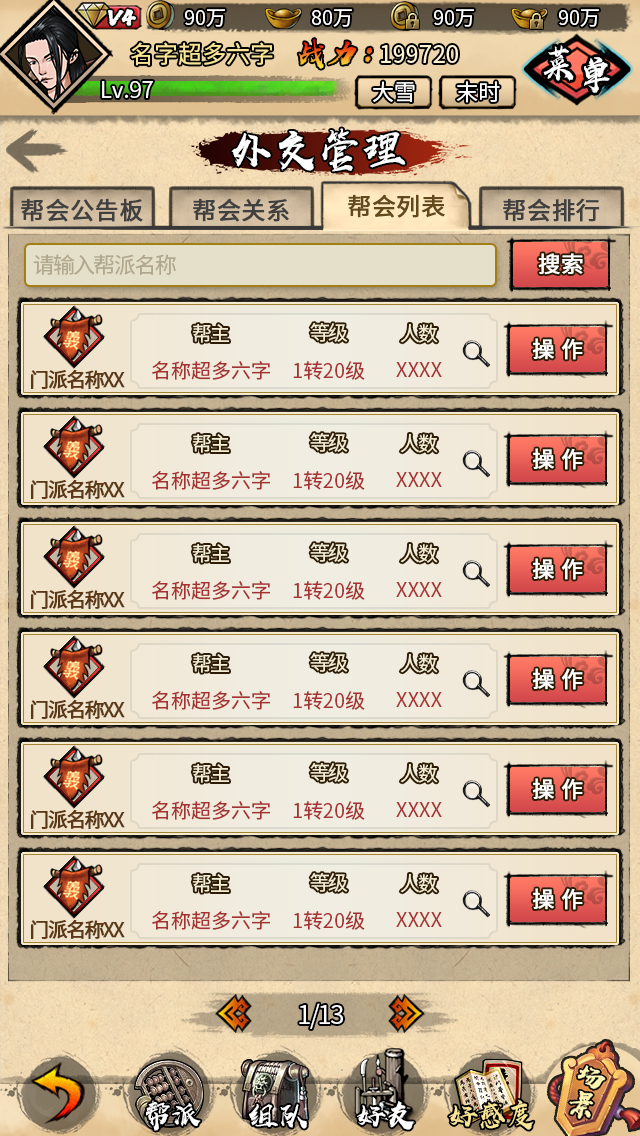 V4 90万 80万 90万 90万
名字超多六字 战力：199720
菜单
Lv.97 大雪 末时
外交管理
帮会公告板 帮会关系 帮会列表 帮会排行
请输入帮派名称 搜索
帮主 等级 人数
義 操作
门派名称XX 名称超多六字 1转20级 XXXX
帮主 等级 人数
義 操作
门派名称XX 名称超多六字 1转20级 XXXX
帮主 等级 人数
義 操作
门派名称XX 名称超多六字 1转20级 XXXX
帮主 等级 人数
義 操作
门派名称XX 名称超多六字 1转20级 XXXX
帮主 等级 人数
義 操作
门派名称XX 名称超多六字 1转20级 XXXX
帮主 等级 人数
義 操作
门派名称XX 名称超多六字 1转20级 XXXX
1/13
帮派 组队 好友 好感度 场景